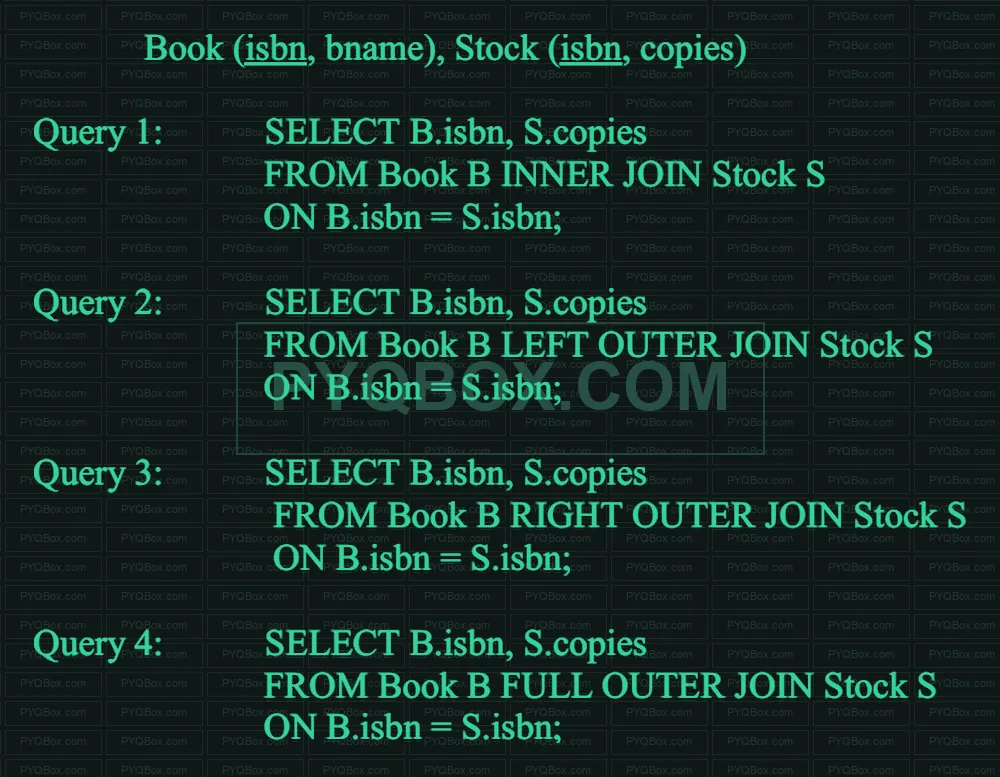 Book (isbn, bname), Stock (isbn, copies)
Query 1: SELECT B.isbn, S.copies
FROM Book B INNER JOIN Stock S
ON B.isbn = S.isbn;
Query 2: SELECT B.isbn, S.copies
FROM Book B LEFT OUTER JOIN Stock S
ON B.isbn = S.isbn;
PYQBOX.COM
Query 3: SELECT B.isbn, S.copies
FROM Book B RIGHT OUTER JOIN Stock S
ON B.isbn = S.isbn;
Query 4: SELECT B.isbn, S.copies
FROM Book B FULL OUTER JOIN Stock S
ON B.isbn = S.isbn;